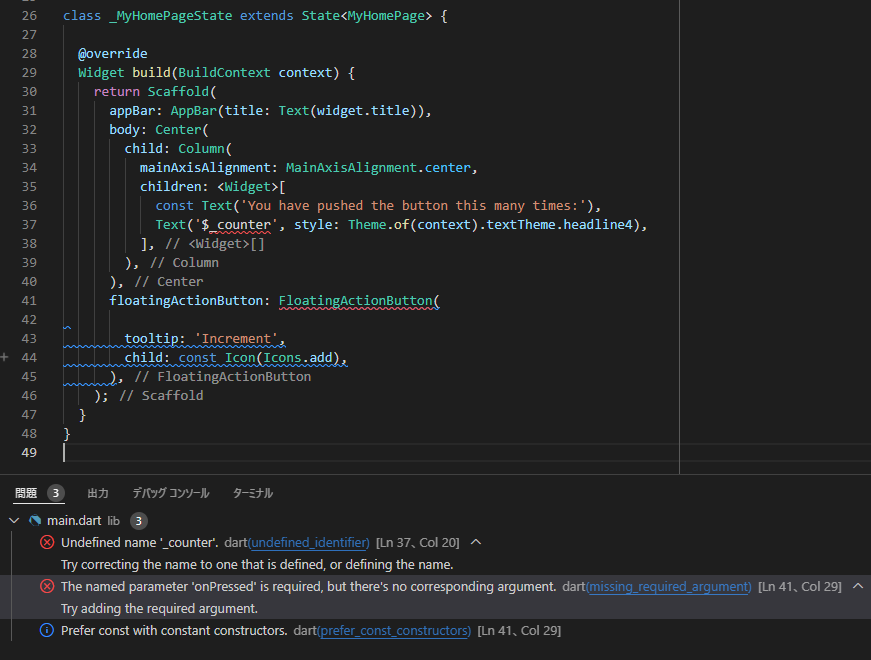 26 class _MyHomePageState extends State<MyHomePage> {
27
28 @override
29 Widget build(BuildContext context) {
30 return Scaffold(
31 appBar: AppBar(title: Text(widget.title)),
32 body: Center(
33 child: Column(
34 mainAxisAlignment: MainAxisAlignment.center,
35 children: <Widget>[
36 const Text('You have pushed the button this many times:'),
37 Text('$_counter', style: Theme.of(context).textTheme.headline4),
38 ], // <Widget>[]
39 ), // Column
40 ), // Center
41 floatingActionButton: FloatingActionButton(
42
43 tooltip: 'Increment',
44 child: const Icon(Icons.add),
45 ), // FloatingActionButton
46 ); // Scaffold
47 }
48 }
49
問題 3 出力 デバッグ コンソール ターミナル
main.dart lib 3
Undefined name '_counter'. dart(undefined_identifier) [Ln 37、Col 20]
Try correcting the name to one that is defined, or defining the name.
The named parameter 'onPressed' is required, but there's no corresponding argument. dart(missing_required_argument) [Ln 41、Col 29]
Try adding the required argument.
Prefer const with constant constructors. dart(prefer_const_constructors) [Ln 41、Col 29]